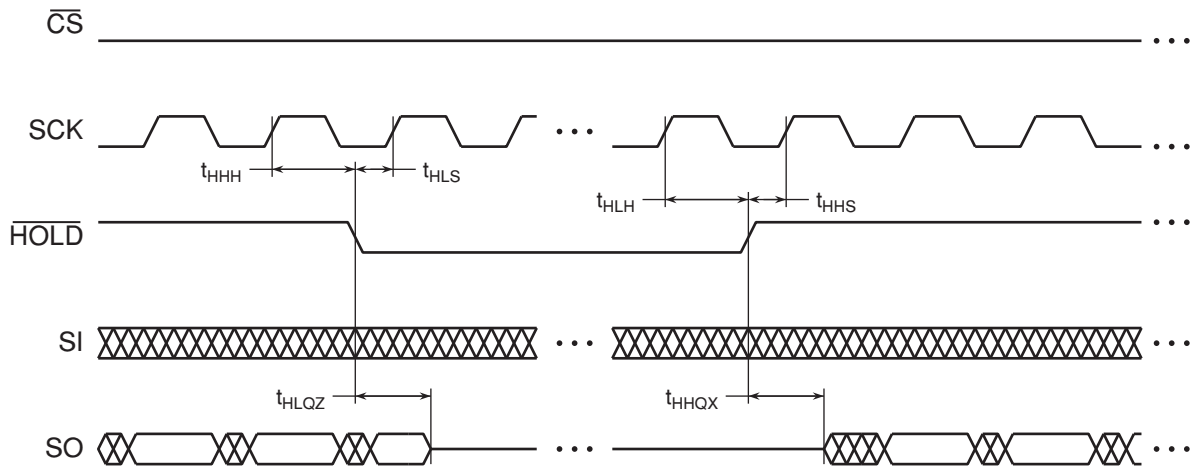 CS
SCK
tHHH
tHLS
tHLH
tHHS
HOLD
SI
tHLQZ
tHHQX
SO